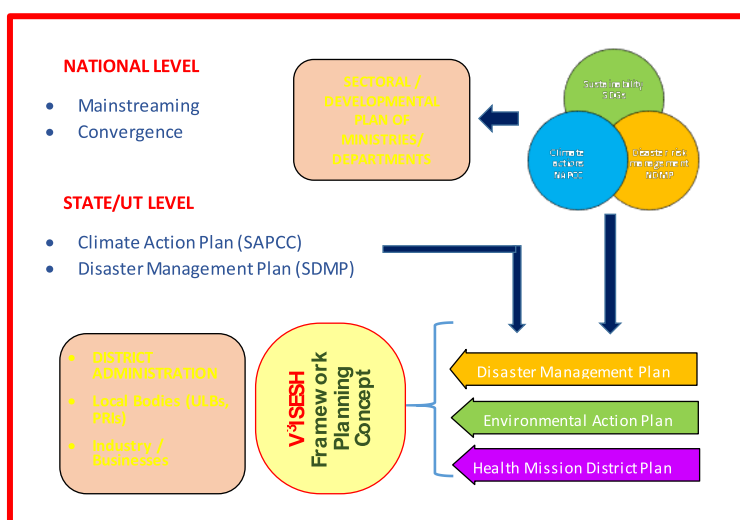 NATIONAL LEVEL
• Mainstreaming
• Convergence
SECTORAL /
DEVELOPMENTAL
PLAN OF
MINISTRIES/
DEPARTMENTS
Sustainability
SDGs
Climate
actions
NAPCC
Disaster risk
management
NDMP
STATE/UT LEVEL
• Climate Action Plan (SAPCC)
• Disaster Management Plan (SDMP)
• DISTRICT
ADMINISTRATION
• Local Bodies (ULBs,
PRIs)
• Industry /
Businesses
V³ISESH
Framework
Planning
Concept
Disaster Management Plan
Environmental Action Plan
Health Mission District Plan